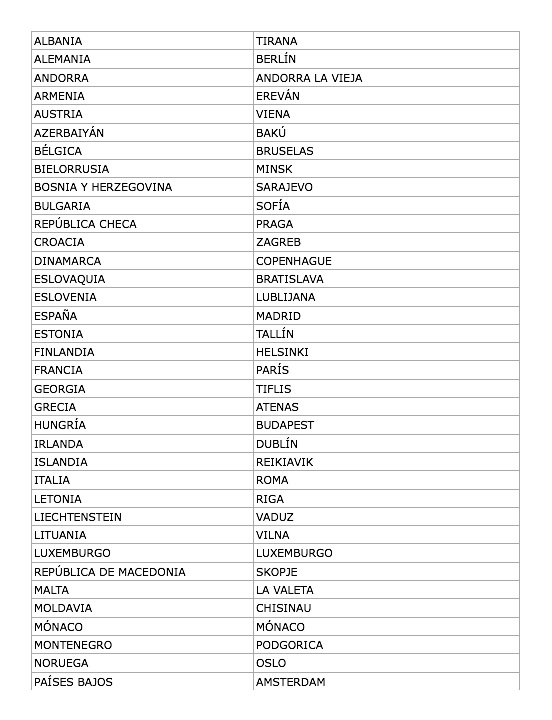 ALBANIA TIRANA
ALEMANIA BERLÍN
ANDORRA ANDORRA LA VIEJA
ARMENIA EREVÁN
AUSTRIA VIENA
AZERBAIYÁN BAKÚ
BÉLGICA BRUSELAS
BIELORRUSIA MINSK
BOSNIA Y HERZEGOVINA SARAJEVO
BULGARIA SOFÍA
REPÚBLICA CHECA PRAGA
CROACIA ZAGREB
DINAMARCA COPENHAGUE
ESLOVAQUIA BRATISLAVA
ESLOVENIA LUBLIJANA
ESPAÑA MADRID
ESTONIA TALLÍN
FINLANDIA HELSINKI
FRANCIA PARÍS
GEORGIA TIFLIS
GRECIA ATENAS
HUNGRÍA BUDAPEST
IRLANDA DUBLÍN
ISLANDIA REIKIAVIK
ITALIA ROMA
LETONIA RIGA
LIECHTENSTEIN VADUZ
LITUANIA VILNA
LUXEMBURGO LUXEMBURGO
REPÚBLICA DE MACEDONIA SKOPJE
MALTA LA VALETA
MOLDAVIA CHISINAU
MÓNACO MÓNACO
MONTENEGRO PODGORICA
NORUEGA OSLO
PAÍSES BAJOS AMSTERDAM